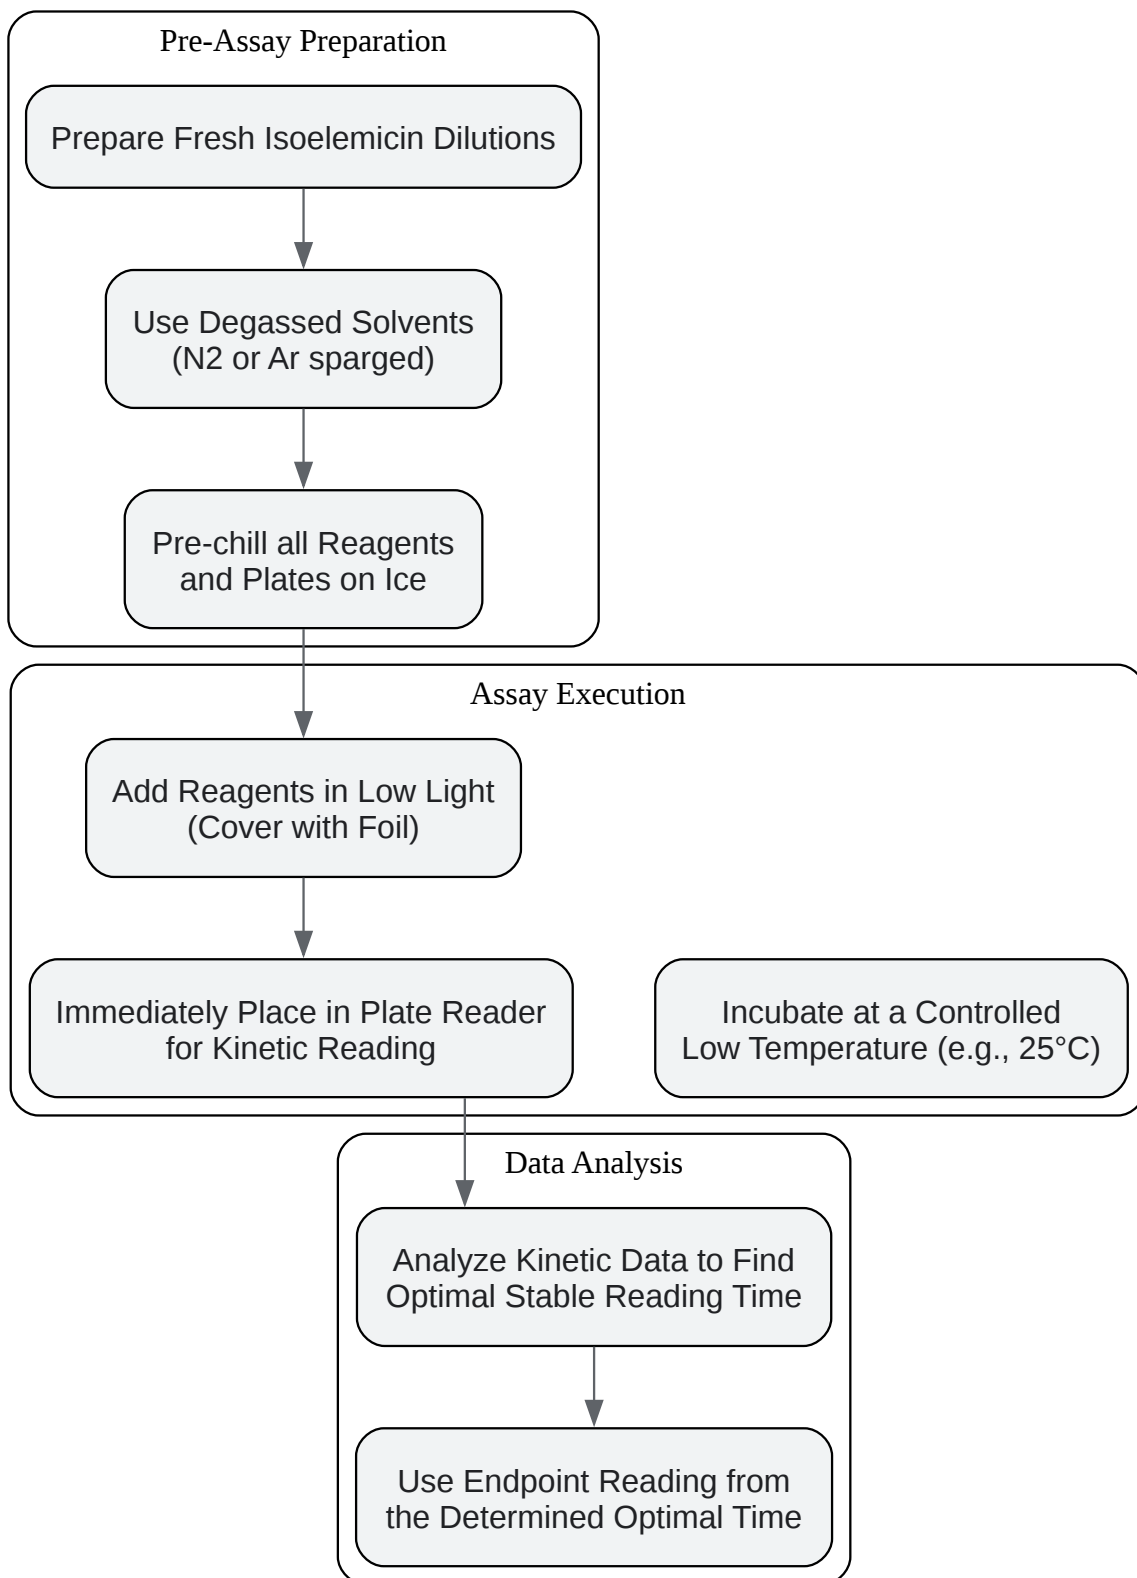 Pre-Assay Preparation
Prepare Fresh Isoelemicin Dilutions
Use Degassed Solvents
(N2 or Ar sparged)
Pre-chill all Reagents
and Plates on Ice
Assay Execution
Add Reagents in Low Light
(Cover with Foil)
Immediately Place in Plate Reader
for Kinetic Reading
Incubate at a Controlled
Low Temperature (e.g., 25°C)
Data Analysis
Analyze Kinetic Data to Find
Optimal Stable Reading Time
Use Endpoint Reading from
the Determined Optimal Time